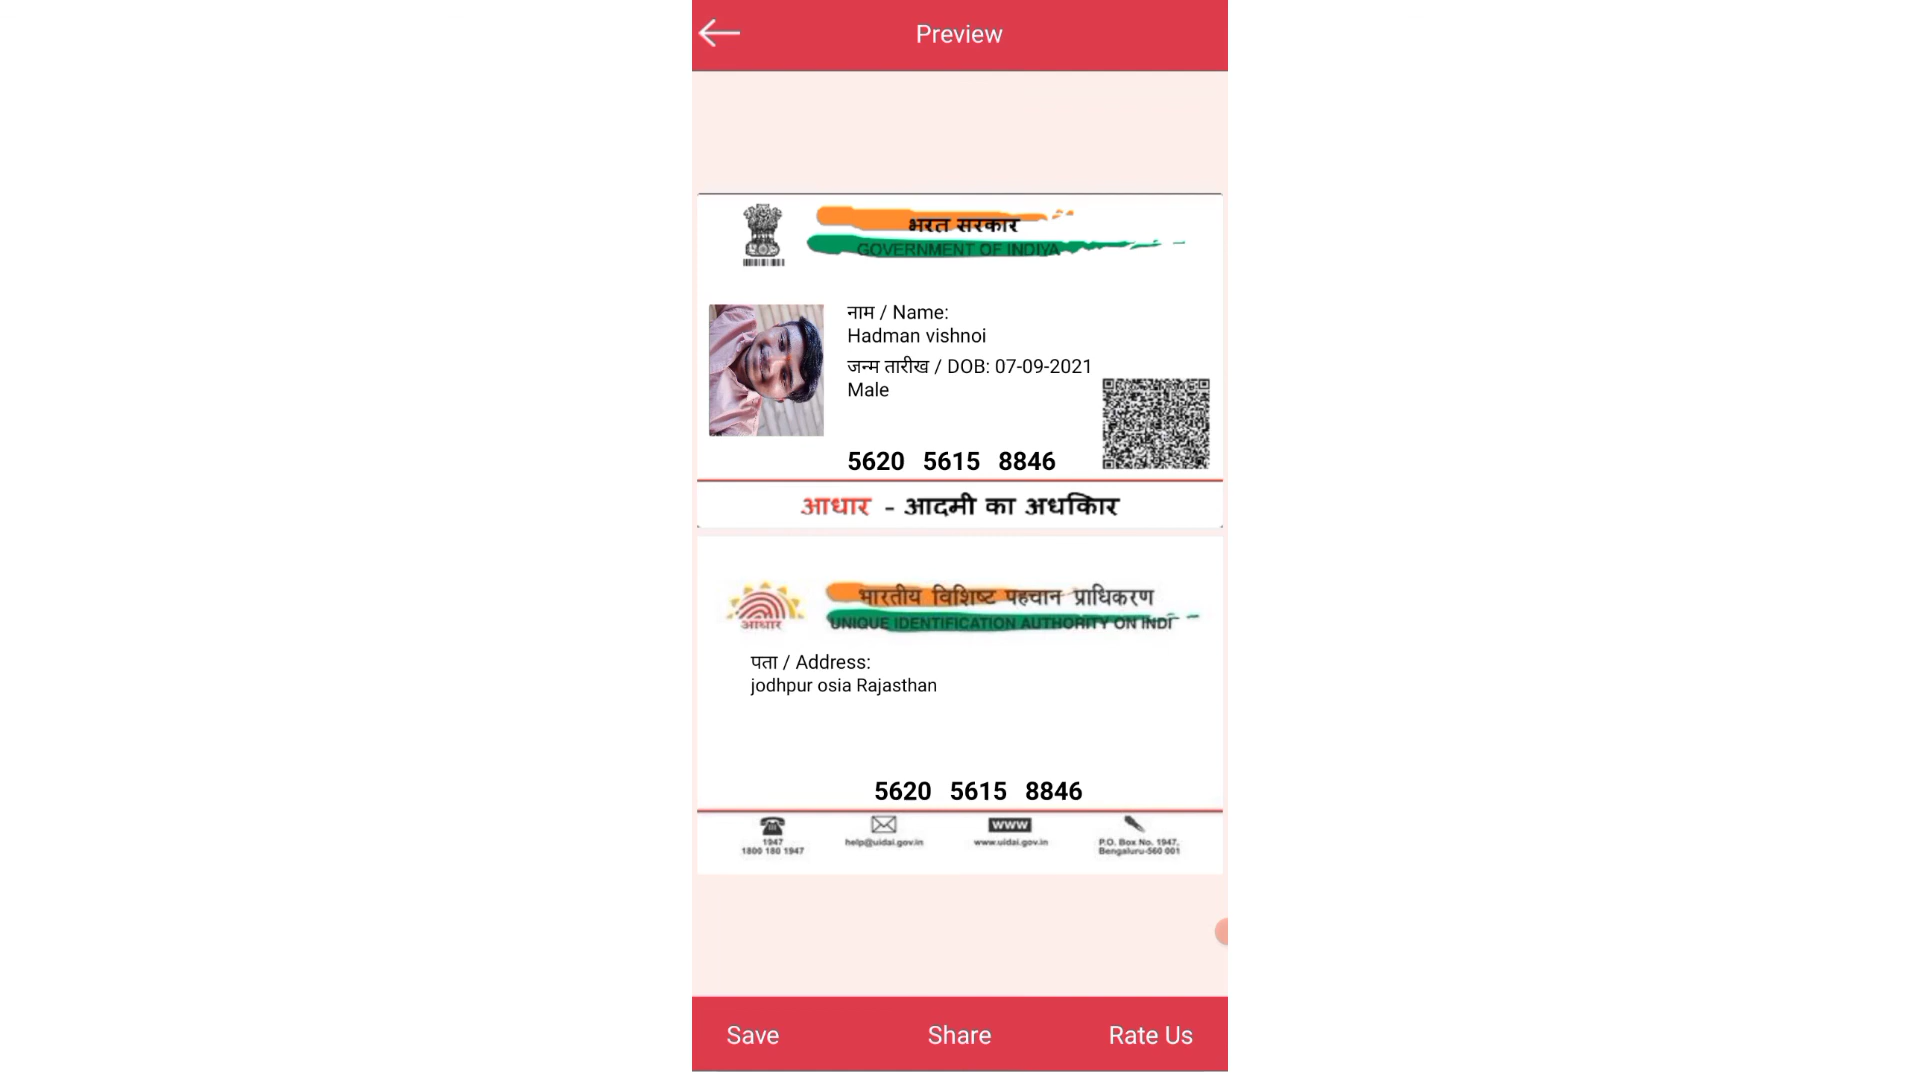 Preview
भरत सरकार
GOVERNMENT OF INDIYA
नाम / Name:
Hadman vishnoi
जन्म तारीख / DOB: 07-09-2021
Male
5620 5615 8846
आधार - आदमी का अधकिार
भारतीय विशिष्ट पहचान प्राधिकरण
UNIQUE IDENTIFICATION AUTHORITY ON INDI
आधार
पता / Address:
jodhpur osia Rajasthan
5620 5615 8846
1947
1800 180 1947
help@uidai.gov.in
WWW
www.uidai.gov.in
P.O. Box No. 1947,
Bengaluru-560 001
Save
Share
Rate Us